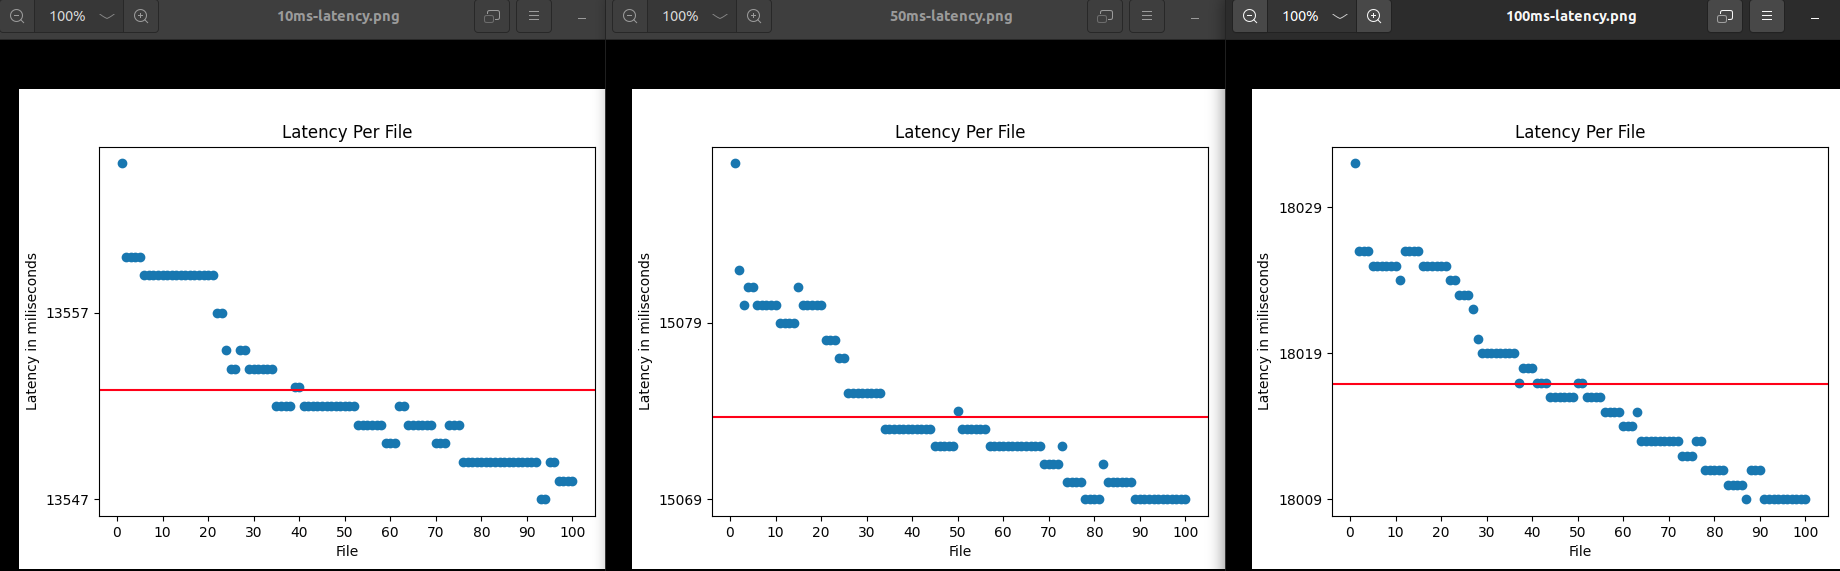 100%
10ms-latency.png
100%
50ms-latency.png
100%
100ms-latency.png
Latency Per File
Latency in miliseconds
13557
13547
0 10 20 30 40 50 60 70 80 90 100
File
Latency Per File
Latency in miliseconds
15079
15069
0 10 20 30 40 50 60 70 80 90 100
File
Latency Per File
Latency in miliseconds
18029
18019
18009
0 10 20 30 40 50 60 70 80 90 100
File